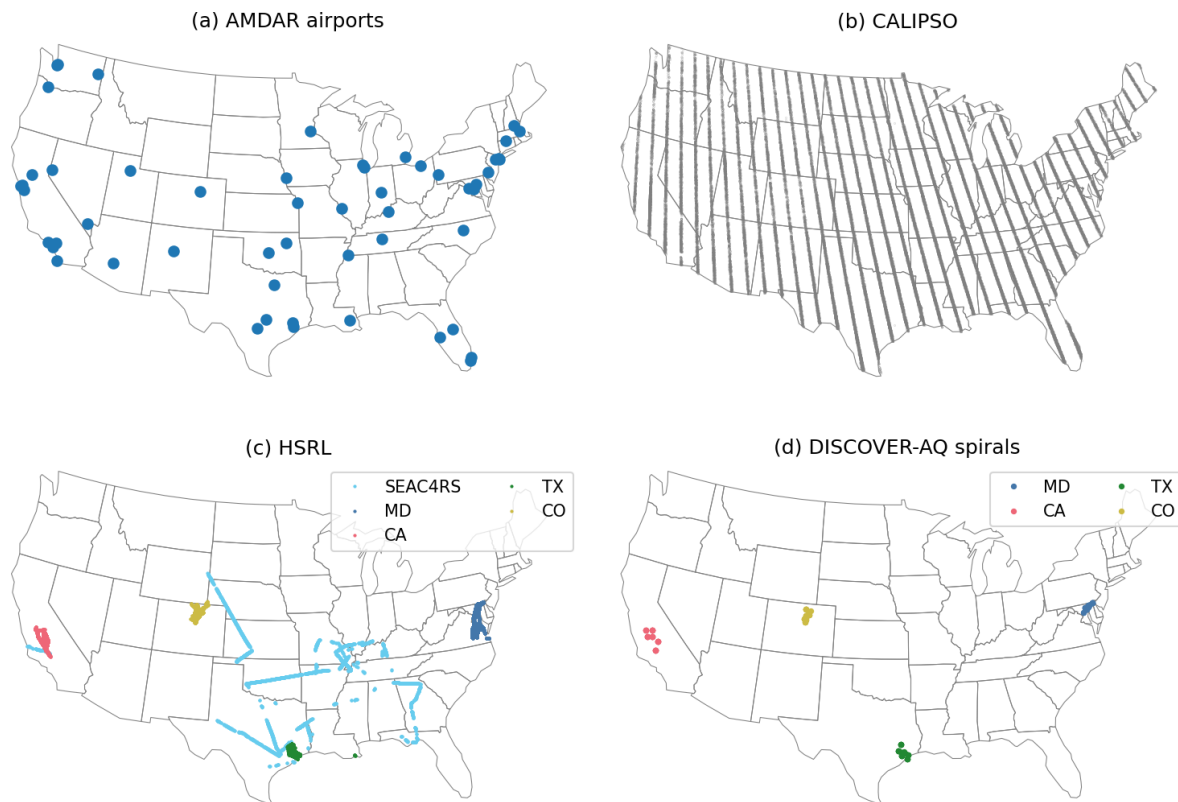 (a) AMDAR airports
(b) CALIPSO
(c) HSRL
SEAC4RS
MD
CA
TX
CO
(d) DISCOVER-AQ spirals
MD
CA
TX
CO